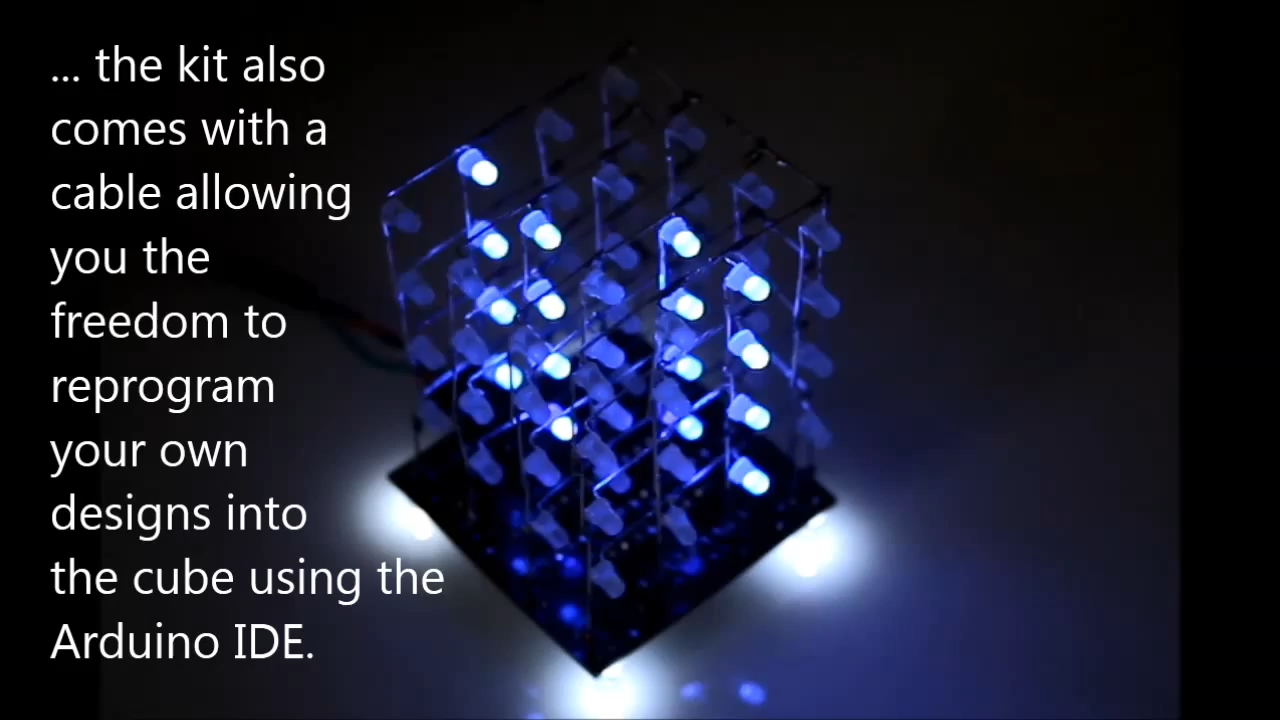 ... the kit also
comes with a
cable allowing
you the
freedom to
reprogram
your own
designs into
the cube using the
Arduino IDE.